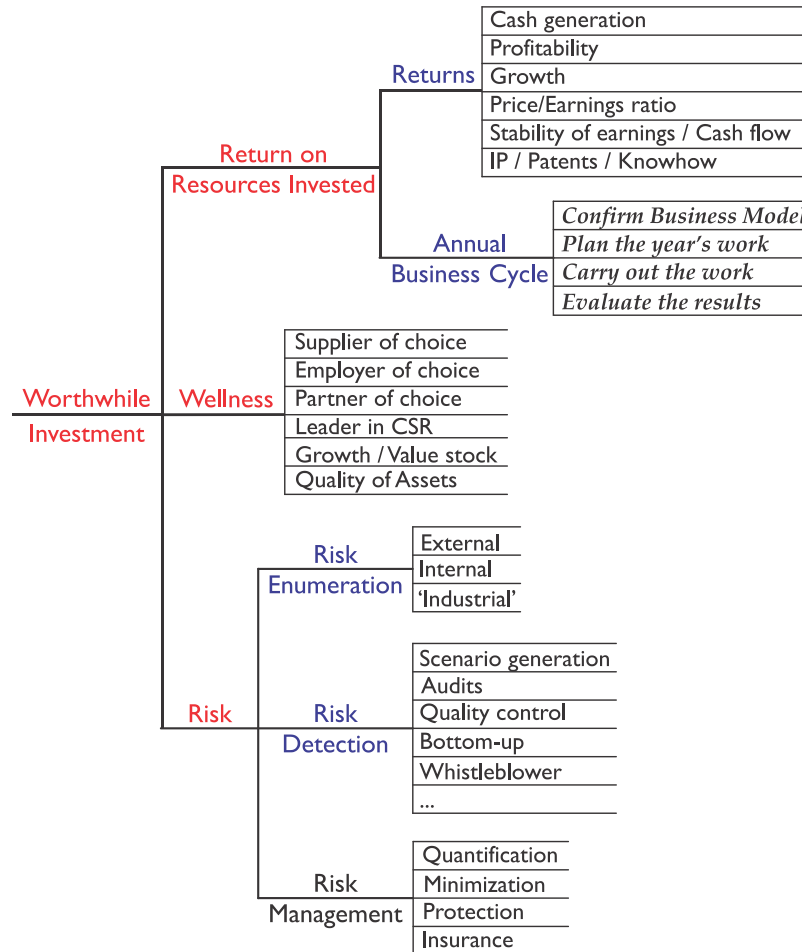 Cash generation
Profitability
Returns
Growth
Price/Earnings ratio
Stability of earnings / Cash flow
IP / Patents / Knowhow
Return on
Resources Invested
Confirm Business Model
Annual
Plan the year's work
Business Cycle
Carry out the work
Evaluate the results
Supplier of choice
Employer of choice
Worthwhile
Investment
Wellness
Partner of choice
Leader in CSR
Growth / Value stock
Quality of Assets
Risk
Enumeration
External
Internal
‘Industrial’
Risk
Risk
Detection
Scenario generation
Audits
Quality control
Bottom-up
Whistleblower
...
Risk
Management
Quantification
Minimization
Protection
Insurance